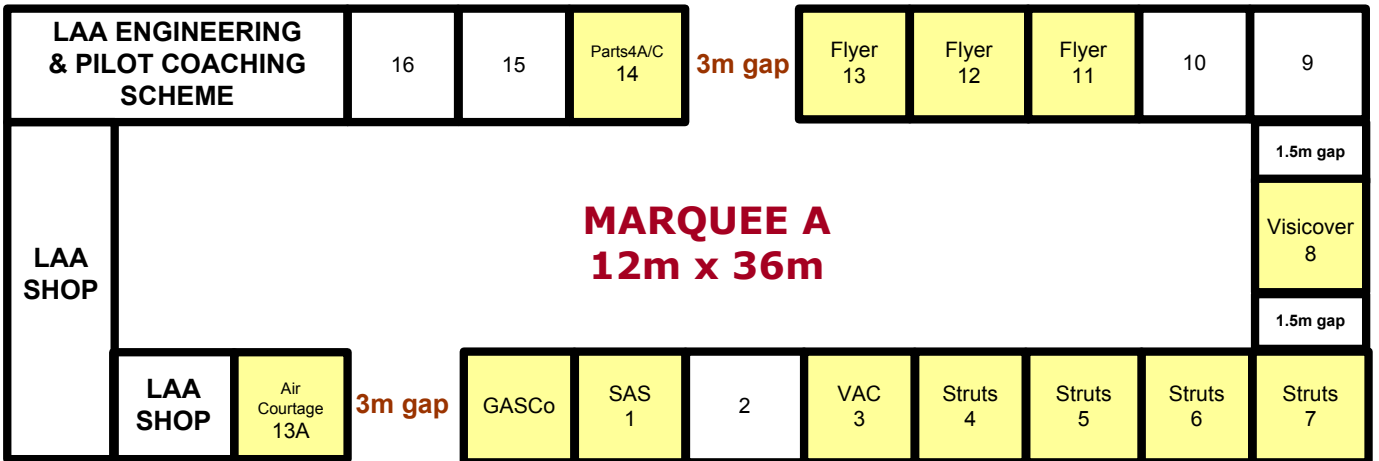 LAA ENGINEERING
& PILOT COACHING
SCHEME
16
15
Parts4A/C
14
3m gap
Flyer
13
Flyer
12
Flyer
11
10
9
1.5m gap
Visicover
8
1.5m gap
MARQUEE A
12m x 36m
LAA
SHOP
LAA
SHOP
Air
Courtage
13A
3m gap
GASCo
SAS
1
2
VAC
3
Struts
4
Struts
5
Struts
6
Struts
7